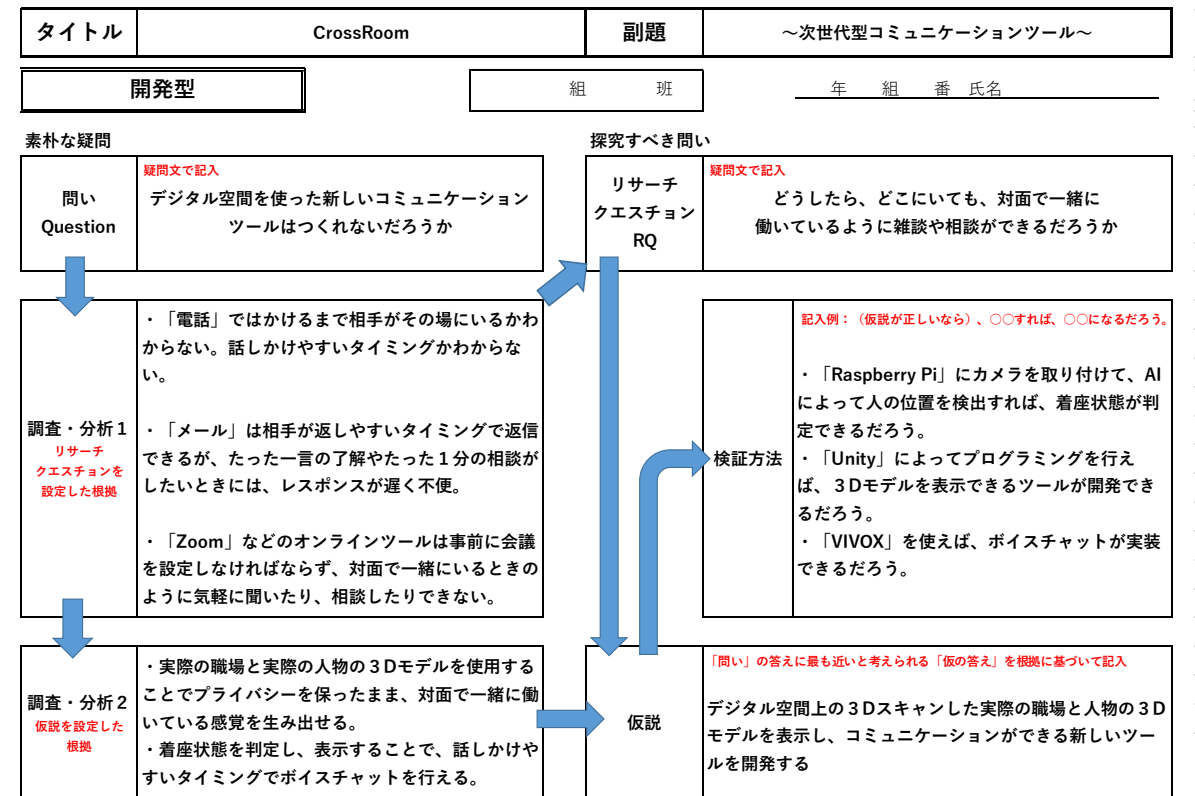 タイトル
CrossRoom
副題
～次世代型コミュニケーションツール～
開発型
組 班
年 組 番 氏名
素朴な疑問
問い
Question
疑問文で記入
デジタル空間を使った新しいコミュニケーション
ツールはつくれないだろうか
探究すべき問い
リサーチ
クエスチョン
RQ
疑問文で記入
どうしたら、どこにいても、対面で一緒に
働いているように雑談や相談ができるだろうか
調査・分析１
リサーチ
クエスチョンを
設定した根拠
・「電話」ではかけるまで相手がその場にいるかわ
からない。話しかけやすいタイミングかわからな
い。
・「メール」は相手が返しやすいタイミングで返信
できるが、たった一言の了解やたった１分の相談が
したいときには、レスポンスが遅く不便。
・「Zoom」などのオンラインツールは事前に会議
を設定しなければならず、対面で一緒にいるときの
ように気軽に聞いたり、相談したりできない。
検証方法
記入例：（仮説が正しいなら）、○○すれば、○○になるだろう。
・「Raspberry Pi」にカメラを取り付けて、AI
によって人の位置を検出すれば、着座状態が判
定できるだろう。
・「Unity」によってプログラミングを行え
ば、３Dモデルを表示できるツールが開発でき
るだろう。
・「VIVOX」を使えば、ボイスチャットが実装
できるだろう。
調査・分析２
仮説を設定した
根拠
・実際の職場と実際の人物の３Dモデルを使用する
ことでプライバシーを保ったまま、対面で一緒に働
いている感覚を生み出せる。
・着座状態を判定し、表示することで、話しかけや
すいタイミングでボイスチャットを行える。
仮説
「問い」の答えに最も近いと考えられる「仮の答え」を根拠に基づいて記入
デジタル空間上の３Dスキャンした実際の職場と人物の３D
モデルを表示し、コミュニケーションができる新しいツー
ルを開発する